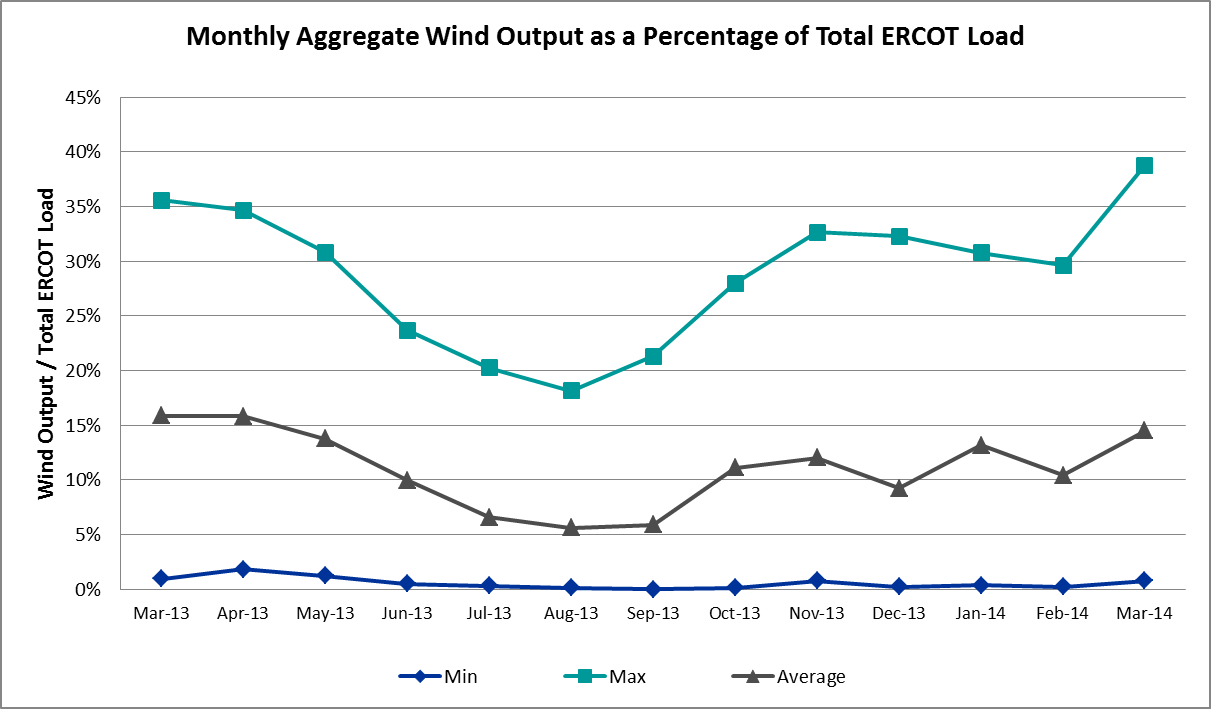 Monthly Aggregate Wind Output as a Percentage of Total ERCOT Load
Wind Output / Total ERCOT Load
45%
40%
35%
30%
25%
20%
15%
10%
5%
0%
Mar-13 Apr-13 May-13 Jun-13 Jul-13 Aug-13 Sep-13 Oct-13 Nov-13 Dec-13 Jan-14 Feb-14 Mar-14
Min Max Average